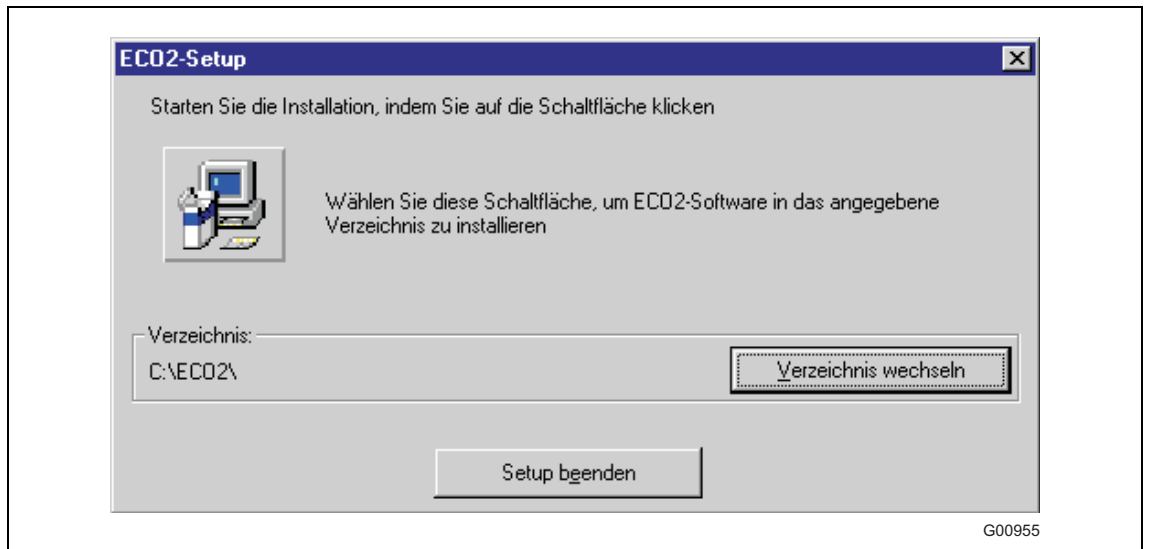 ECO2-Setup
Starten Sie die Installation, indem Sie auf die Schaltfläche klicken
Wählen Sie diese Schaltfläche, um ECO2-Software in das angegebene
Verzeichnis zu installieren
Verzeichnis:
C:\ECO2\
Verzeichnis wechseln
Setup beenden
G00955